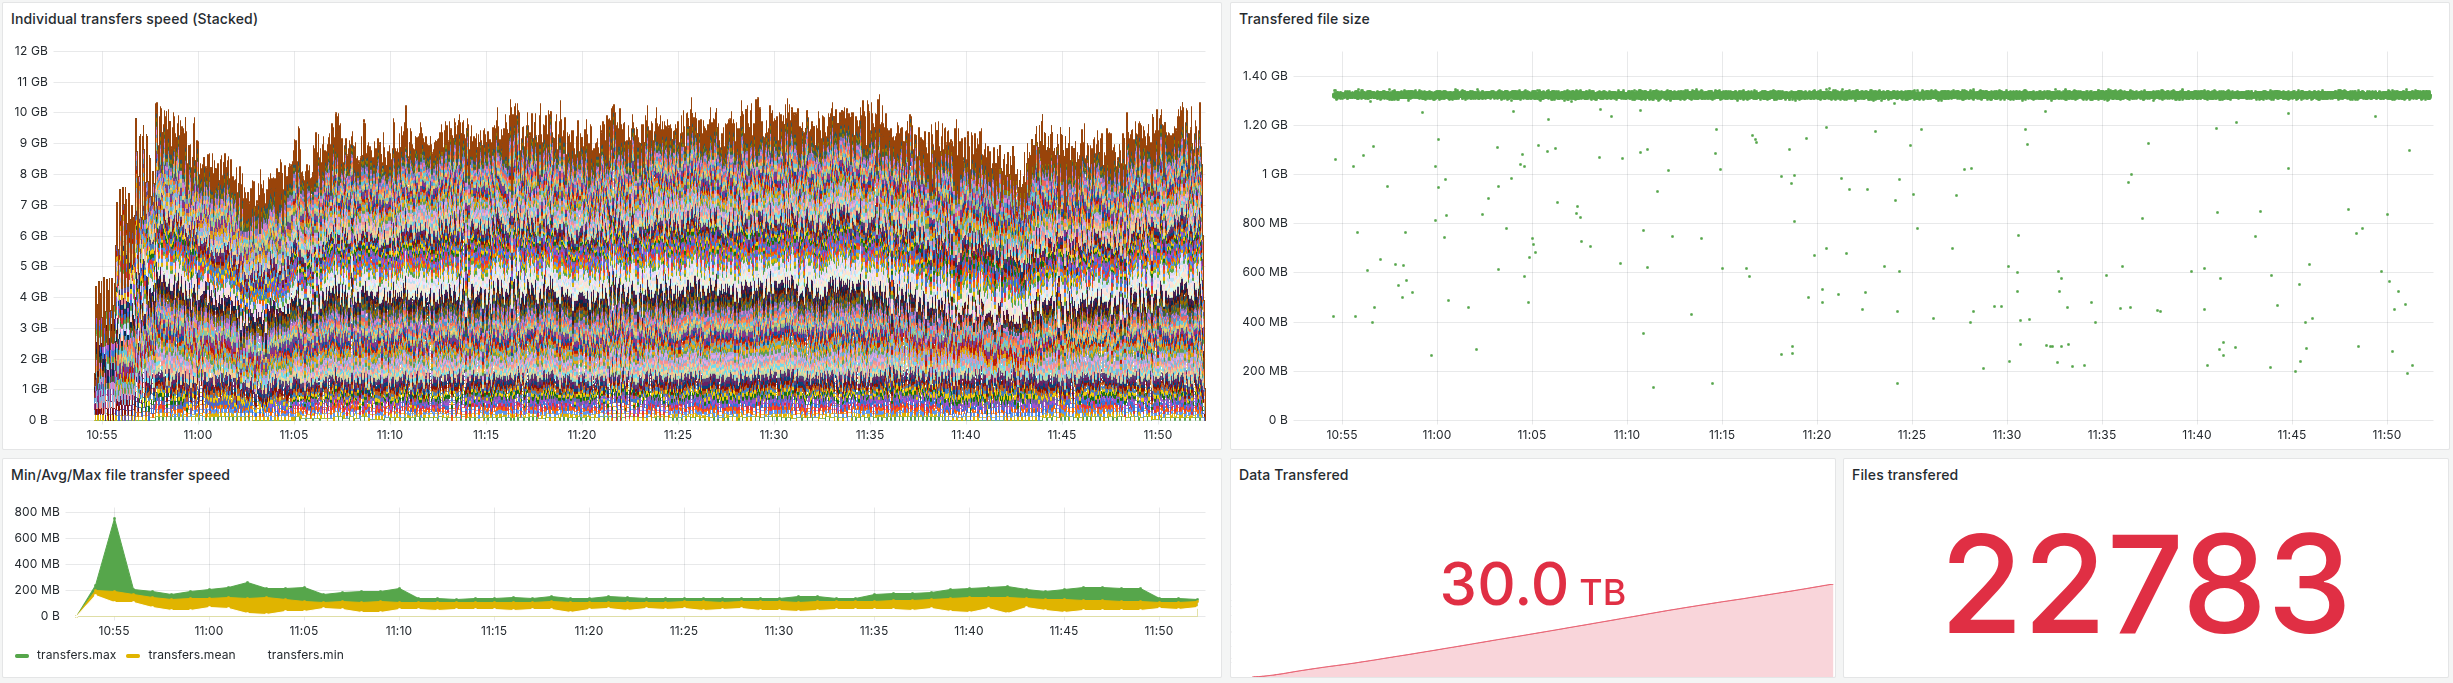 Individual transfers speed (Stacked)
12 GB
11 GB
10 GB
9 GB
8 GB
7 GB
6 GB
5 GB
4 GB
3 GB
2 GB
1 GB
0 B
10:55 11:00 11:05 11:10 11:15 11:20 11:25 11:30 11:35 11:40 11:45 11:50
Transfered file size
1.40 GB
1.20 GB
1 GB
800 MB
600 MB
400 MB
200 MB
0 B
10:55 11:00 11:05 11:10 11:15 11:20 11:25 11:30 11:35 11:40 11:45 11:50
Min/Avg/Max file transfer speed
800 MB
600 MB
400 MB
200 MB
0 B
10:55 11:00 11:05 11:10 11:15 11:20 11:25 11:30 11:35 11:40 11:45 11:50
transfers.max transfers.mean transfers.min
Data Transfered
30.0 TB
Files transfered
22783